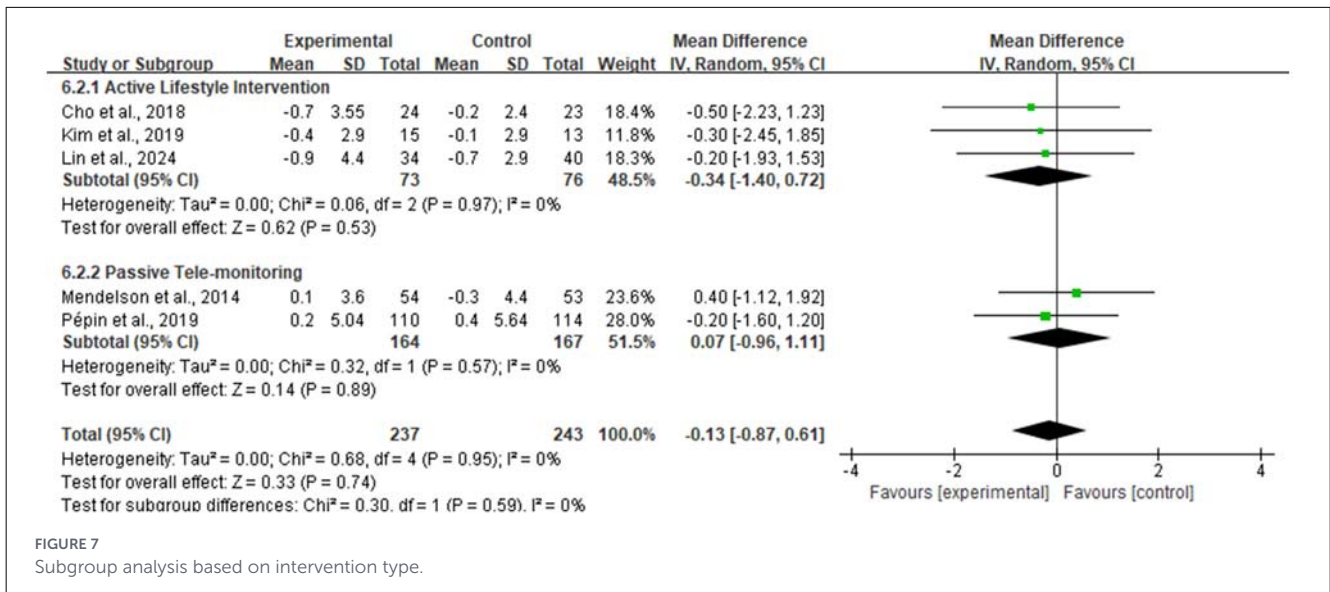 Experimental Control Mean Difference Mean Difference
Study or Subgroup Mean SD Total Mean SD Total Weight IV, Random, 95% CI IV, Random, 95% CI
6.2.1 Active Lifestyle Intervention
Cho et al., 2018 -0.7 3.55 24 -0.2 2.4 23 18.4% -0.50 [-2.23, 1.23]
Kim et al., 2019 -0.4 2.9 15 -0.1 2.9 13 11.8% -0.30 [-2.45, 1.85]
Lin et al., 2024 -0.9 4.4 34 -0.7 2.9 40 18.3% -0.20 [-1.93, 1.53]
Subtotal (95% CI) 73 76 48.5% -0.34 [-1.40, 0.72]
Heterogeneity: Tau² = 0.00; Chi² = 0.06, df = 2 (P = 0.97); I² = 0%
Test for overall effect: Z = 0.62 (P = 0.53)
6.2.2 Passive Tele-monitoring
Mendelson et al., 2014 0.1 3.6 54 -0.3 4.4 53 23.6% 0.40 [-1.12, 1.92]
Pépin et al., 2019 0.2 5.04 110 0.4 5.64 114 28.0% -0.20 [-1.60, 1.20]
Subtotal (95% CI) 164 167 51.5% 0.07 [-0.96, 1.11]
Heterogeneity: Tau² = 0.00; Chi² = 0.32, df = 1 (P = 0.57); I² = 0%
Test for overall effect: Z = 0.14 (P = 0.89)
Total (95% CI) 237 243 100.0% -0.13 [-0.87, 0.61]
Heterogeneity: Tau² = 0.00; Chi² = 0.68, df = 4 (P = 0.95); I² = 0%
Test for overall effect: Z = 0.33 (P = 0.74)
Test for subgroup differences: Chi² = 0.30, df = 1 (P = 0.59), I² = 0%
-4 -2 0 2 4
Favours [experimental] Favours [control]
FIGURE 7
Subgroup analysis based on intervention type.